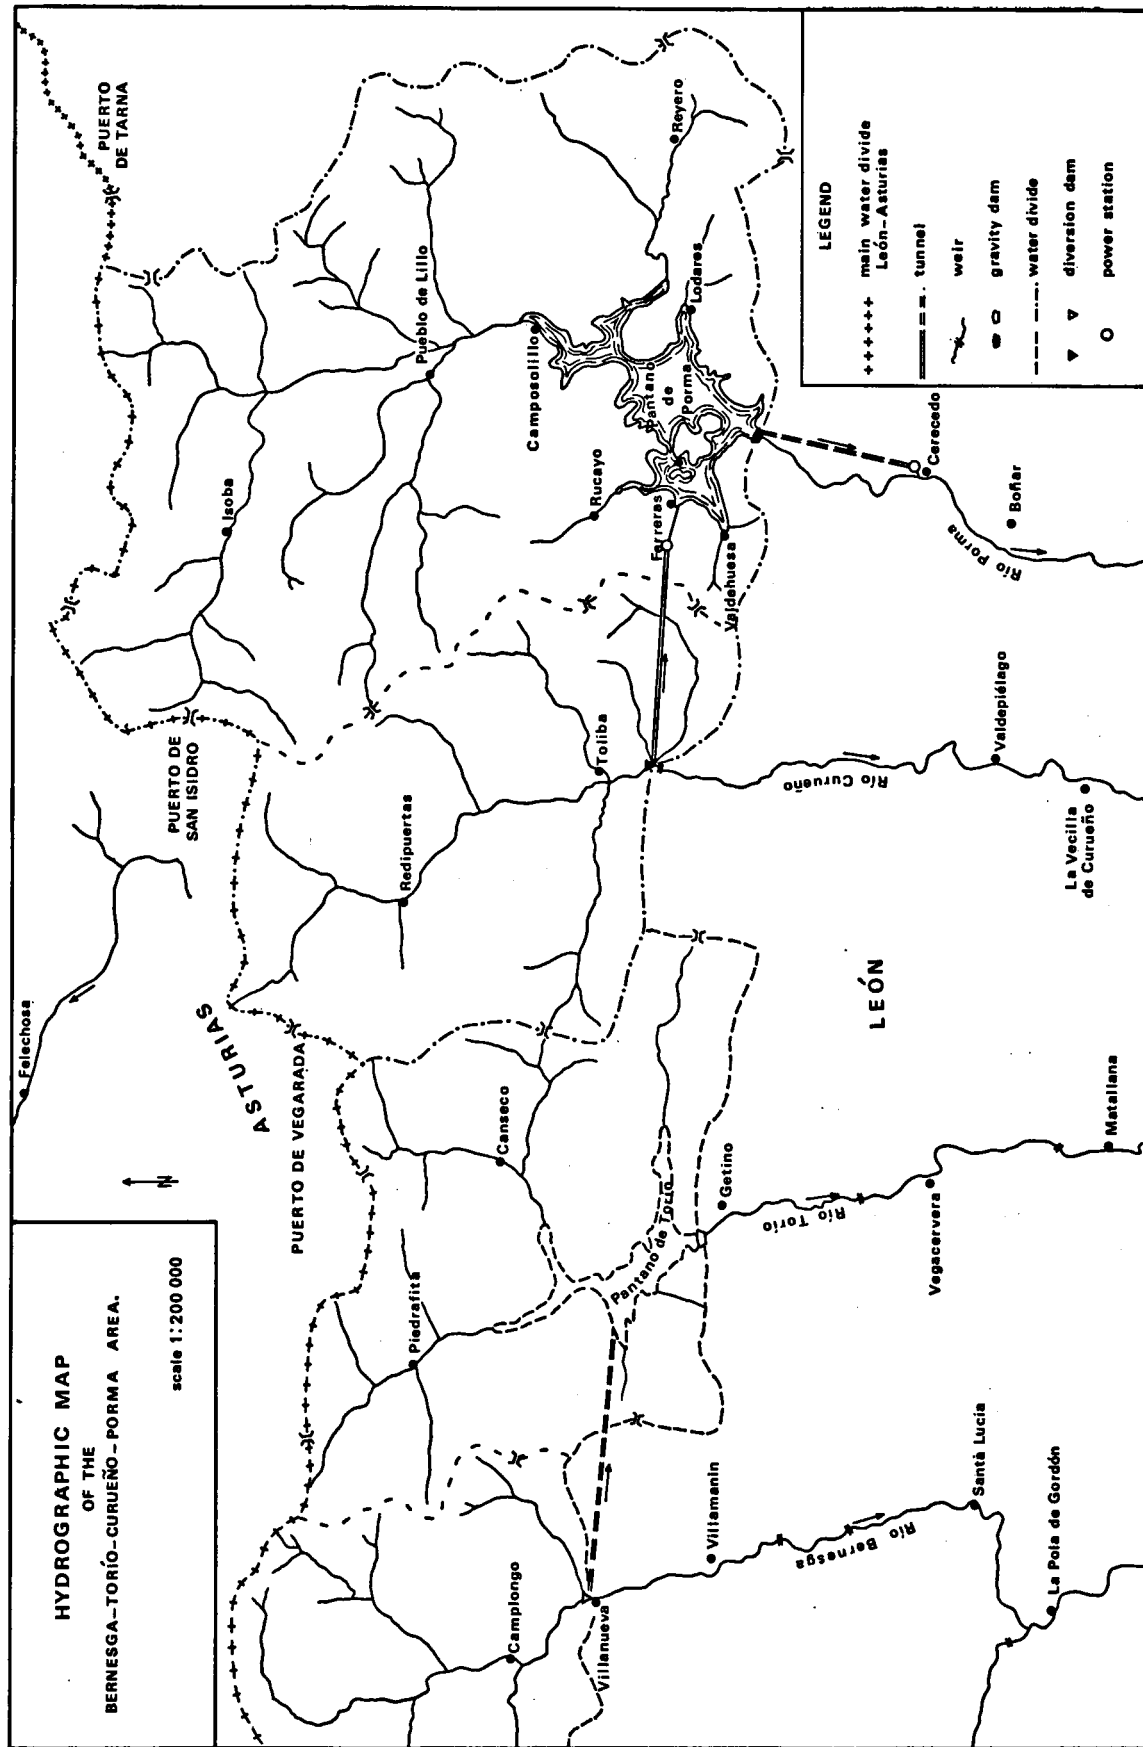 HYDROGRAPHIC MAP
OF THE
BERNESGA–TORÍO–CURUEÑO–PORMA AREA.
scale 1:200 000
N
Felechosa
ASTURIAS
PUERTO DE VEGARADA
PUERTO DE
SAN ISIDRO
PUERTO
DE TARNA
Piedrafita
Canseco
Redipuertas
Isoba
Pueblo de Lillo
Camposolillo
Rucayo
Reyero
Lodares
Pantano
de
Porma
Ferreras
Valdehuesa
Toliba
Camplongo
Villanueva
Pantano de Torío
Getino
Villamanín
Río Bernesga
Río Torío
Río Curueño
Río Porma
Cerecedo
Boñar
Valdepiélago
La Vecilla
de Curueño
LEÓN
Vegacervera
Matallana
Santa Lucía
La Pola de Gordón
LEGEND
main water divide
León–Asturias
tunnel
weir
gravity dam
water divide
diversion dam
power station